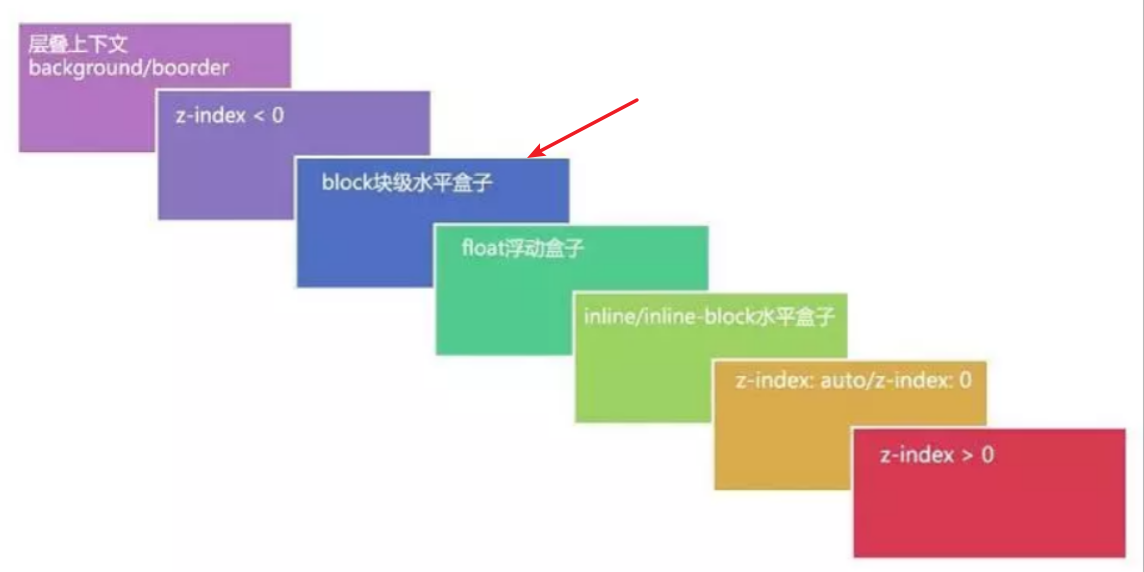 层叠上下文
background/boorder
z-index < 0
block块级水平盒子
float浮动盒子
inline/inline-block水平盒子
z-index: auto/z-index: 0
z-index > 0